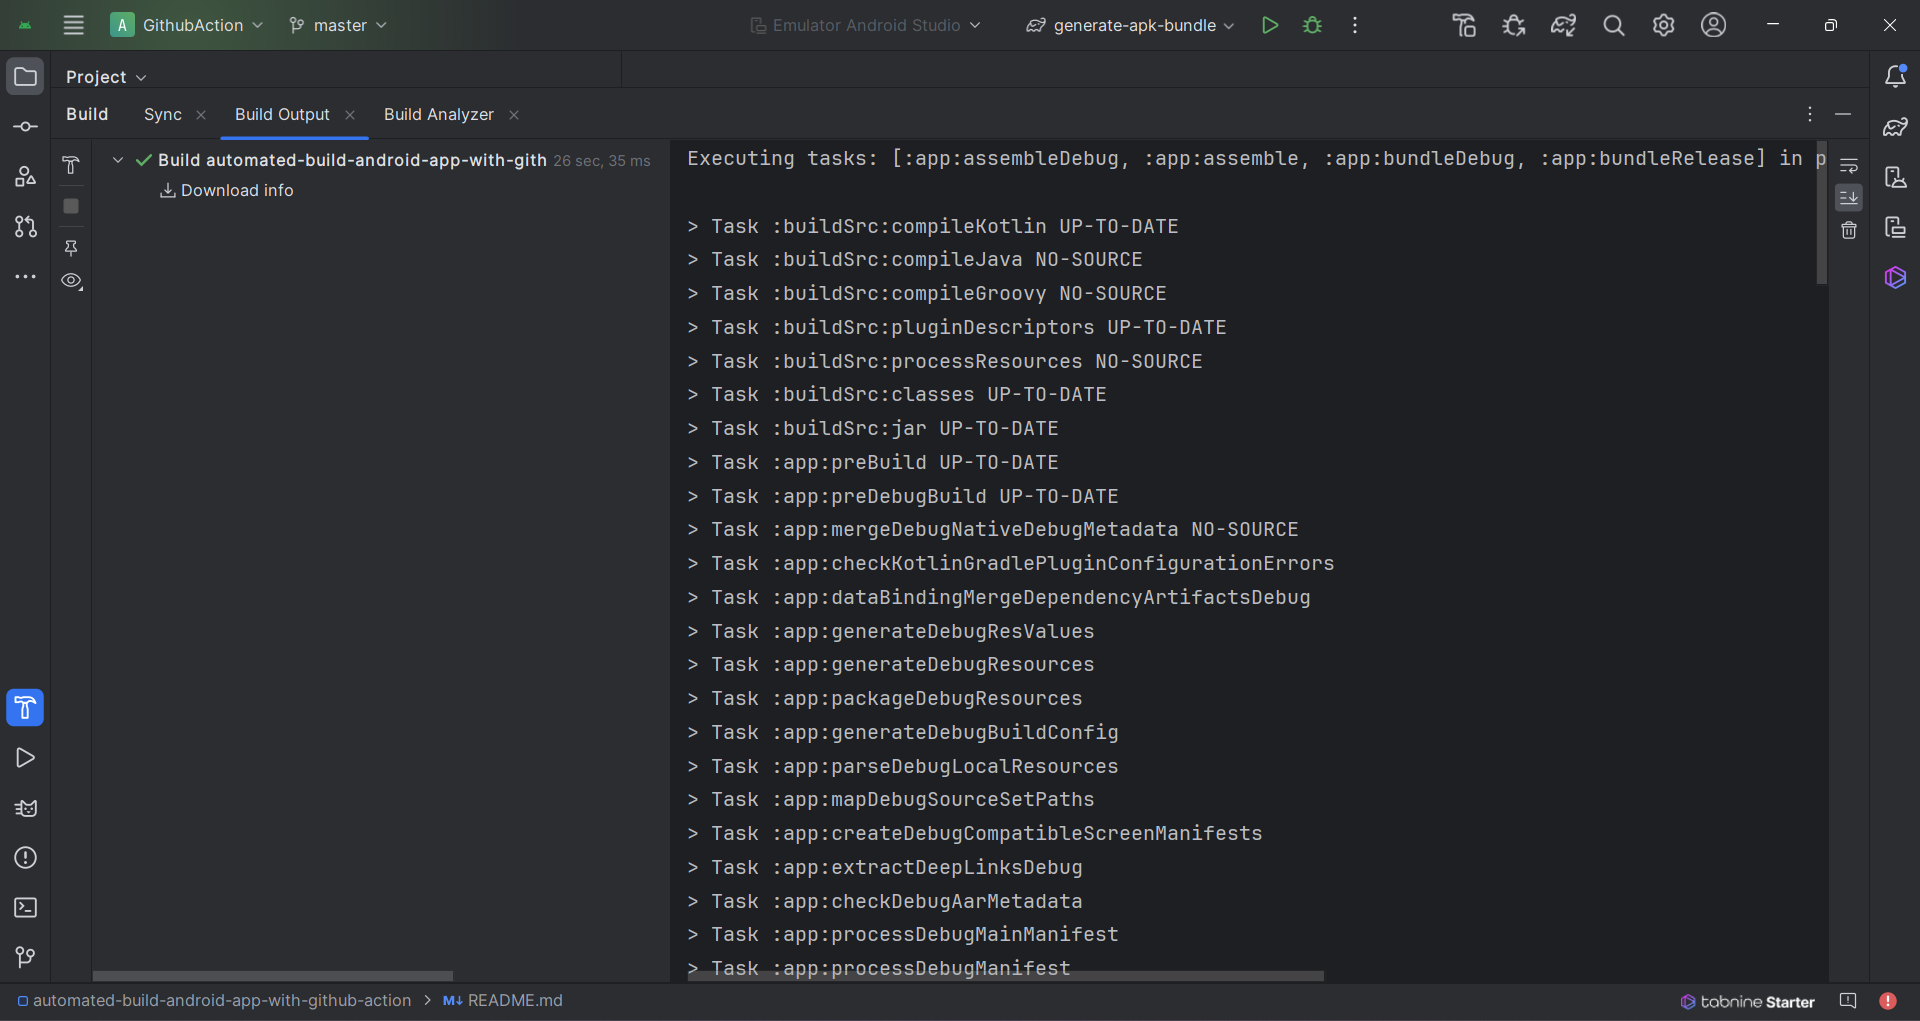 A GithubAction master Emulator Android Studio generate-apk-bundle
Project
Build Sync Build Output Build Analyzer
Build automated-build-android-app-with-gith 26 sec, 35 ms
Download info
Executing tasks: [:app:assembleDebug, :app:assemble, :app:bundleDebug, :app:bundleRelease] in p
> Task :buildSrc:compileKotlin UP-TO-DATE
> Task :buildSrc:compileJava NO-SOURCE
> Task :buildSrc:compileGroovy NO-SOURCE
> Task :buildSrc:pluginDescriptors UP-TO-DATE
> Task :buildSrc:processResources NO-SOURCE
> Task :buildSrc:classes UP-TO-DATE
> Task :buildSrc:jar UP-TO-DATE
> Task :app:preBuild UP-TO-DATE
> Task :app:preDebugBuild UP-TO-DATE
> Task :app:mergeDebugNativeDebugMetadata NO-SOURCE
> Task :app:checkKotlinGradlePluginConfigurationErrors
> Task :app:dataBindingMergeDependencyArtifactsDebug
> Task :app:generateDebugResValues
> Task :app:generateDebugResources
> Task :app:packageDebugResources
> Task :app:generateDebugBuildConfig
> Task :app:parseDebugLocalResources
> Task :app:mapDebugSourceSetPaths
> Task :app:createDebugCompatibleScreenManifests
> Task :app:extractDeepLinksDebug
> Task :app:checkDebugAarMetadata
> Task :app:processDebugMainManifest
> Task :app:processDebugManifest
automated-build-android-app-with-github-action > M↓ README.md tabnine Starter